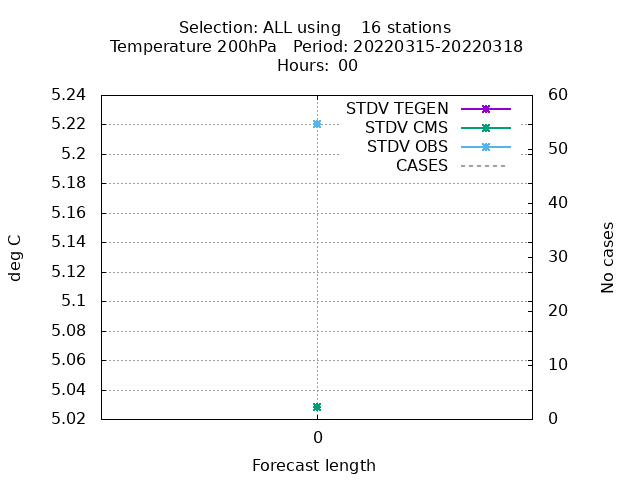 Selection: ALL using    16 stations
Temperature 200hPa   Period: 20220315-20220318
Hours:  00
5.24
5.22
5.2
5.18
5.16
5.14
5.12
5.1
5.08
5.06
5.04
5.02
60
50
40
30
20
10
0
STDV TEGEN
STDV CMS
STDV OBS
CASES
deg C
No cases
0
Forecast length